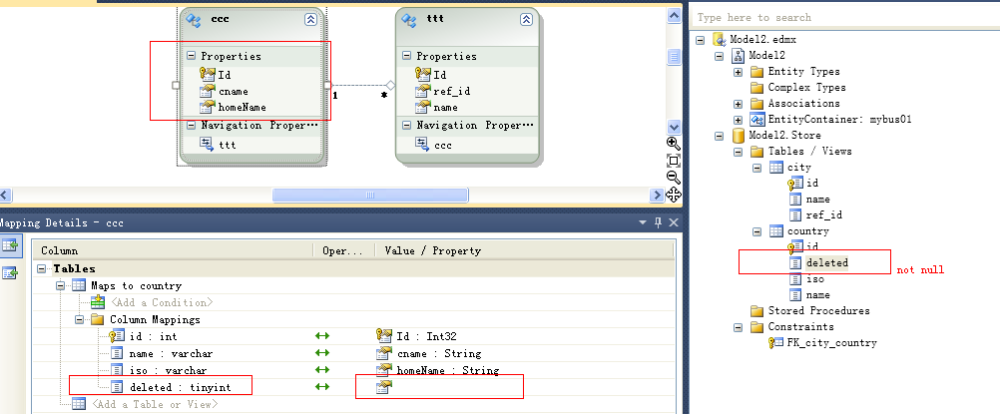 ccc
Properties
Id
cname
homeName
Navigation Proper...
ttt
1
*
ttt
Properties
Id
ref_id
name
Navigation Proper...
ccc
Mapping Details - ccc
Column
Oper...
Value / Property
Tables
Maps to country
<Add a Condition>
Column Mappings
id : int
Id : Int32
name : varchar
cname : String
iso : varchar
homeName : String
deleted : tinyint
<Add a Table or View>
Type here to search
Model2.edmx
Model2
Entity Types
Complex Types
Associations
EntityContainer: mybus01
Model2.Store
Tables / Views
city
id
name
ref_id
country
id
deleted
not null
iso
name
Stored Procedures
Constraints
FK_city_country